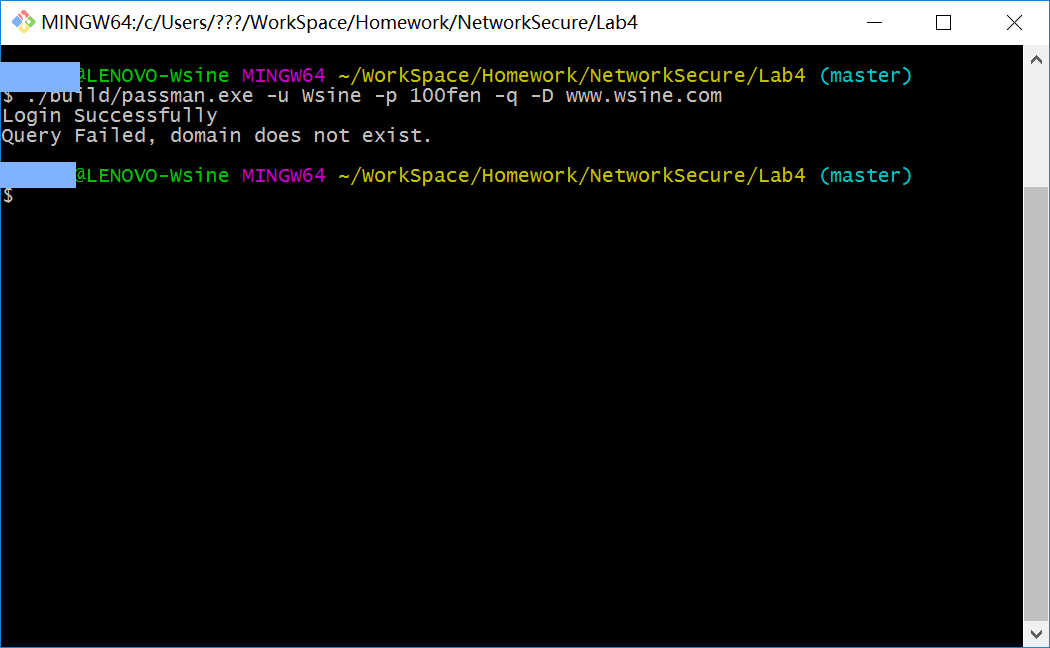 MINGW64:/c/Users/???/WorkSpace/Homework/NetworkSecure/Lab4
@LENOVO-Wsine MINGW64 ~/WorkSpace/Homework/NetworkSecure/Lab4 (master)
$ ./build/passman.exe -u Wsine -p 100fen -q -D www.wsine.com
Login Successfully
Query Failed, domain does not exist.
@LENOVO-Wsine MINGW64 ~/WorkSpace/Homework/NetworkSecure/Lab4 (master)
$